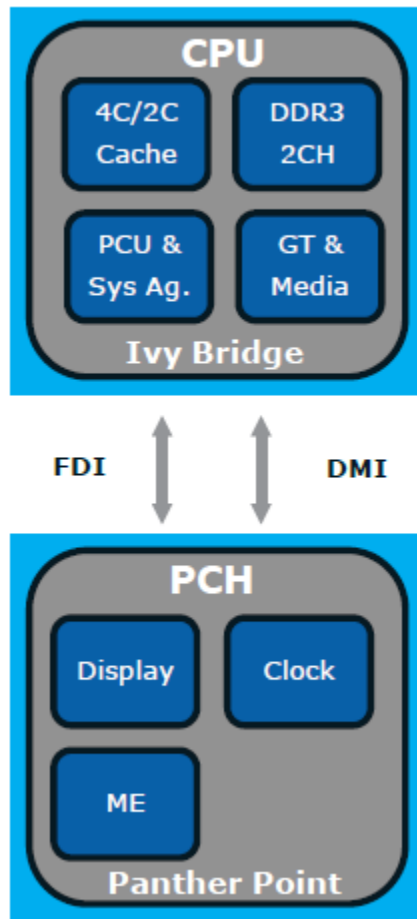 CPU
4C/2C
Cache
DDR3
2CH
PCU &
Sys Ag.
GT &
Media
Ivy Bridge
FDI
DMI
PCH
Display
Clock
ME
Panther Point